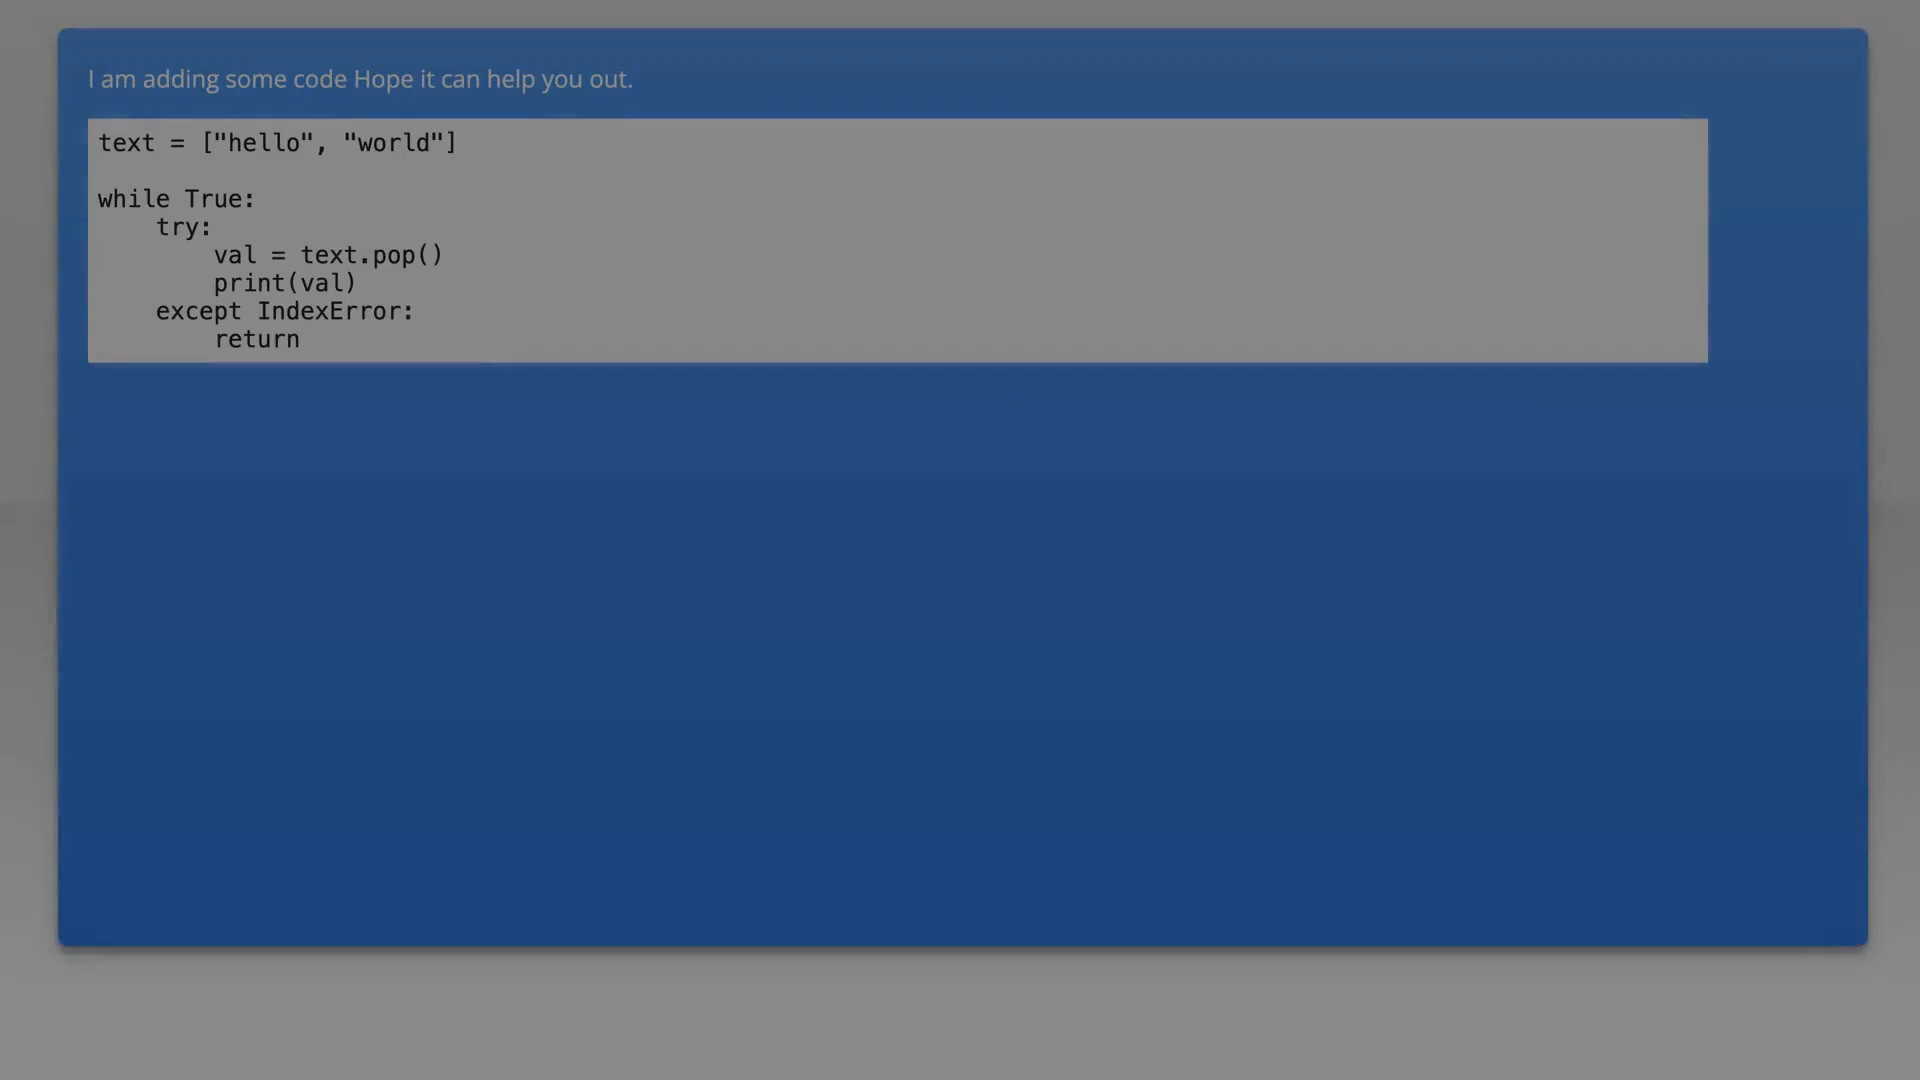 I am adding some code Hope it can help you out.
text = ["hello", "world"]
while True:
    try:
        val = text.pop()
        print(val)
    except IndexError:
        return